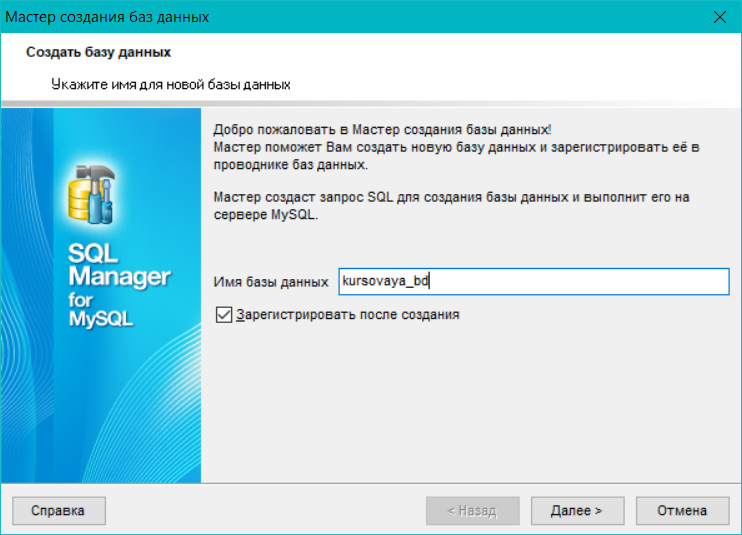 Мастер создания баз данных
Создать базу данных
Укажите имя для новой базы данных
Добро пожаловать в Мастер создания базы данных!
Мастер поможет Вам создать новую базу данных и зарегистрировать её в
проводнике баз данных.
Мастер создаст запрос SQL для создания базы данных и выполнит его на
сервере MySQL.
SQL
Manager
for
MySQL
Имя базы данных kursovaya_bd
Зарегистрировать после создания
Справка < Назад Далее > Отмена